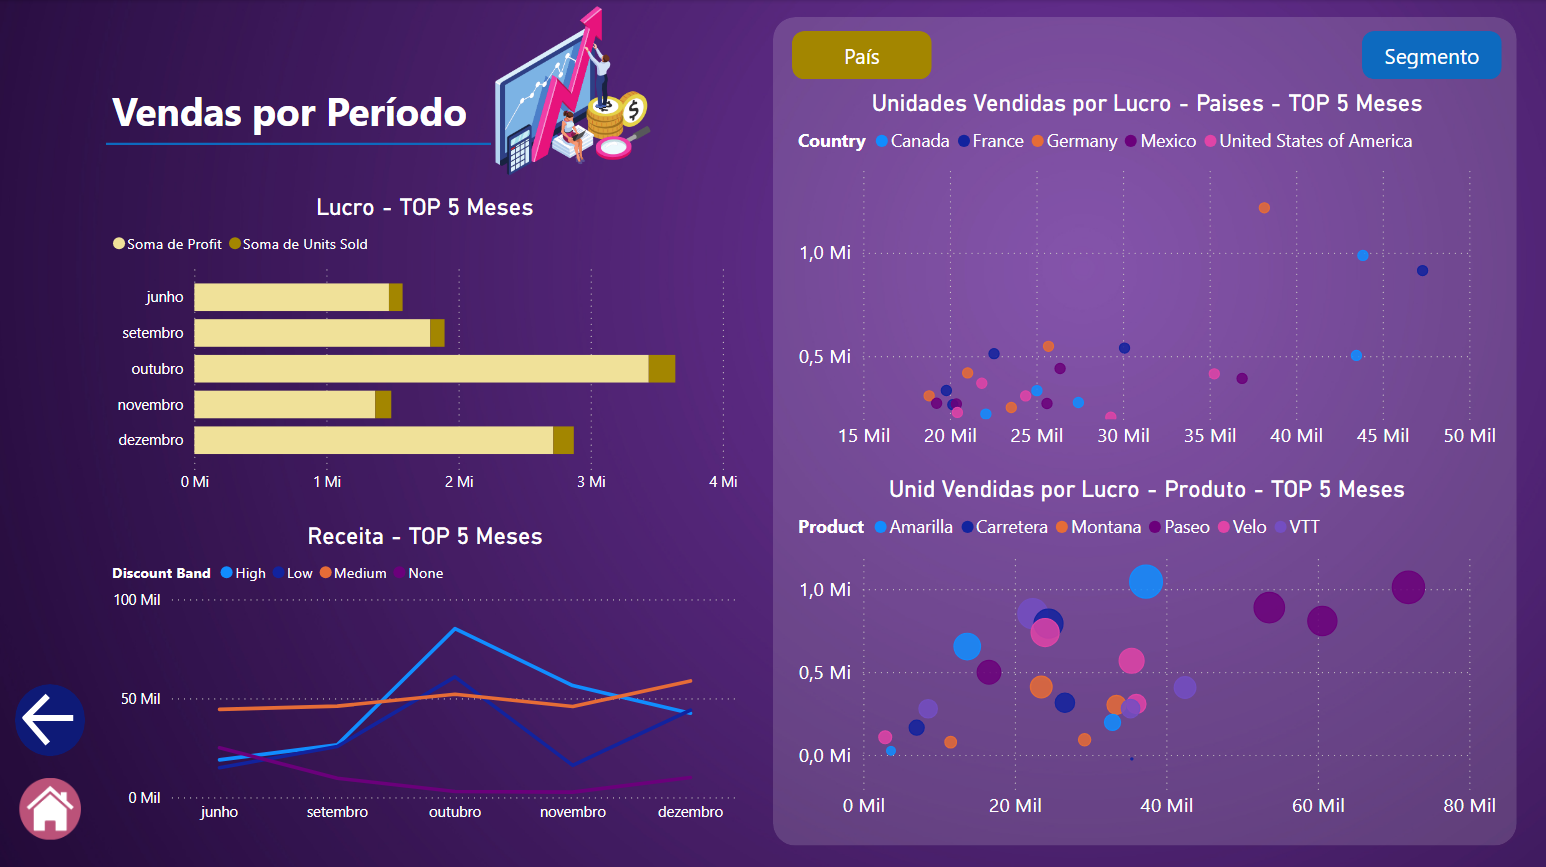 Vendas por Período
Lucro - TOP 5 Meses
Soma de Profit Soma de Units Sold
junho
setembro
outubro
novembro
dezembro
0 Mi 1 Mi 2 Mi 3 Mi 4 Mi
Receita - TOP 5 Meses
Discount Band High Low Medium None
100 Mil
50 Mil
0 Mil
junho setembro outubro novembro dezembro
País Segmento
Unidades Vendidas por Lucro - Paises - TOP 5 Meses
Country Canada France Germany Mexico United States of America
1,0 Mi
0,5 Mi
15 Mil 20 Mil 25 Mil 30 Mil 35 Mil 40 Mil 45 Mil 50 Mil
Unid Vendidas por Lucro - Produto - TOP 5 Meses
Product Amarilla Carretera Montana Paseo Velo VTT
1,0 Mi
0,5 Mi
0,0 Mi
0 Mil 20 Mil 40 Mil 60 Mil 80 Mil